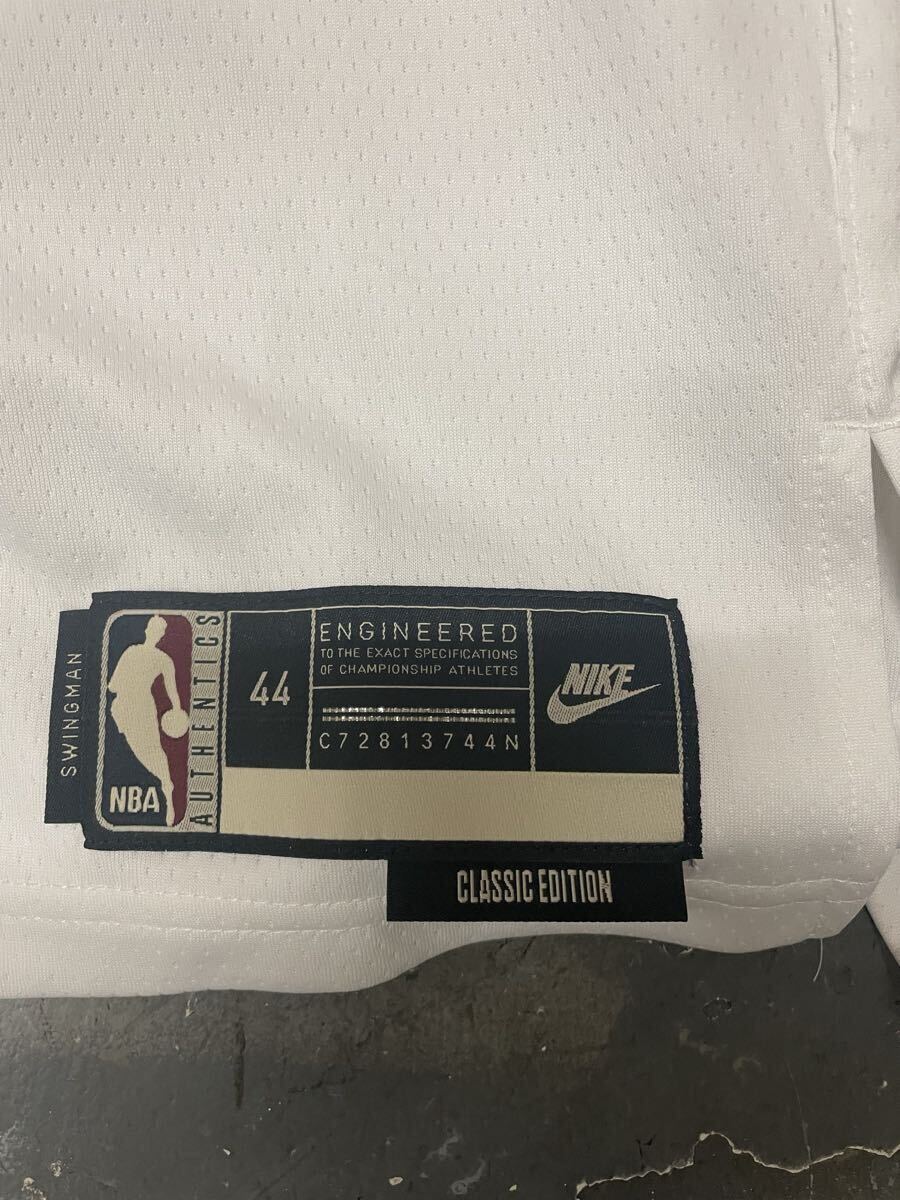 SWINGMAN
NBA
AUTHENTICS
44
ENGINEERED
TO THE EXACT SPECIFICATIONS
OF CHAMPIONSHIP ATHLETES
C72813744N
NIKE
CLASSIC EDITION